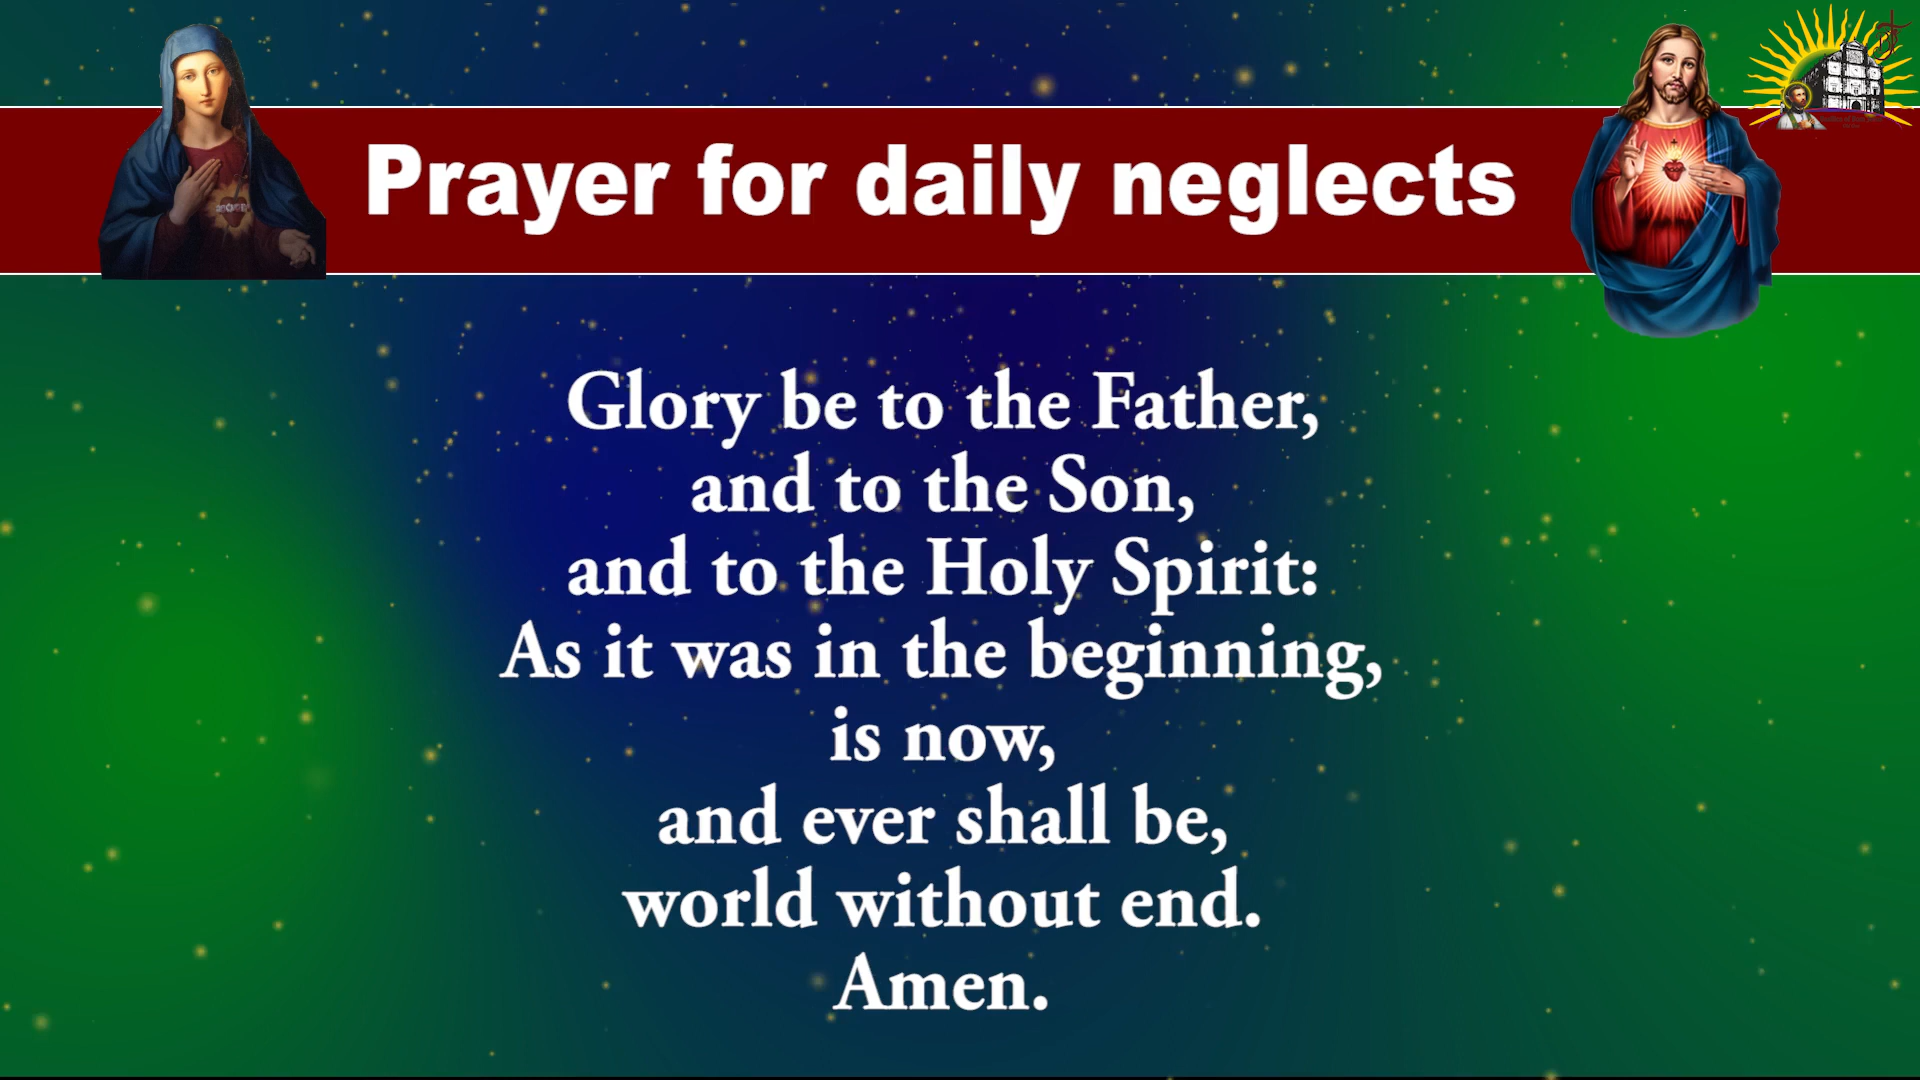 Prayer for daily neglects
Glory be to the Father,
and to the Son,
and to the Holy Spirit:
As it was in the beginning,
is now,
and ever shall be,
world without end.
Amen.